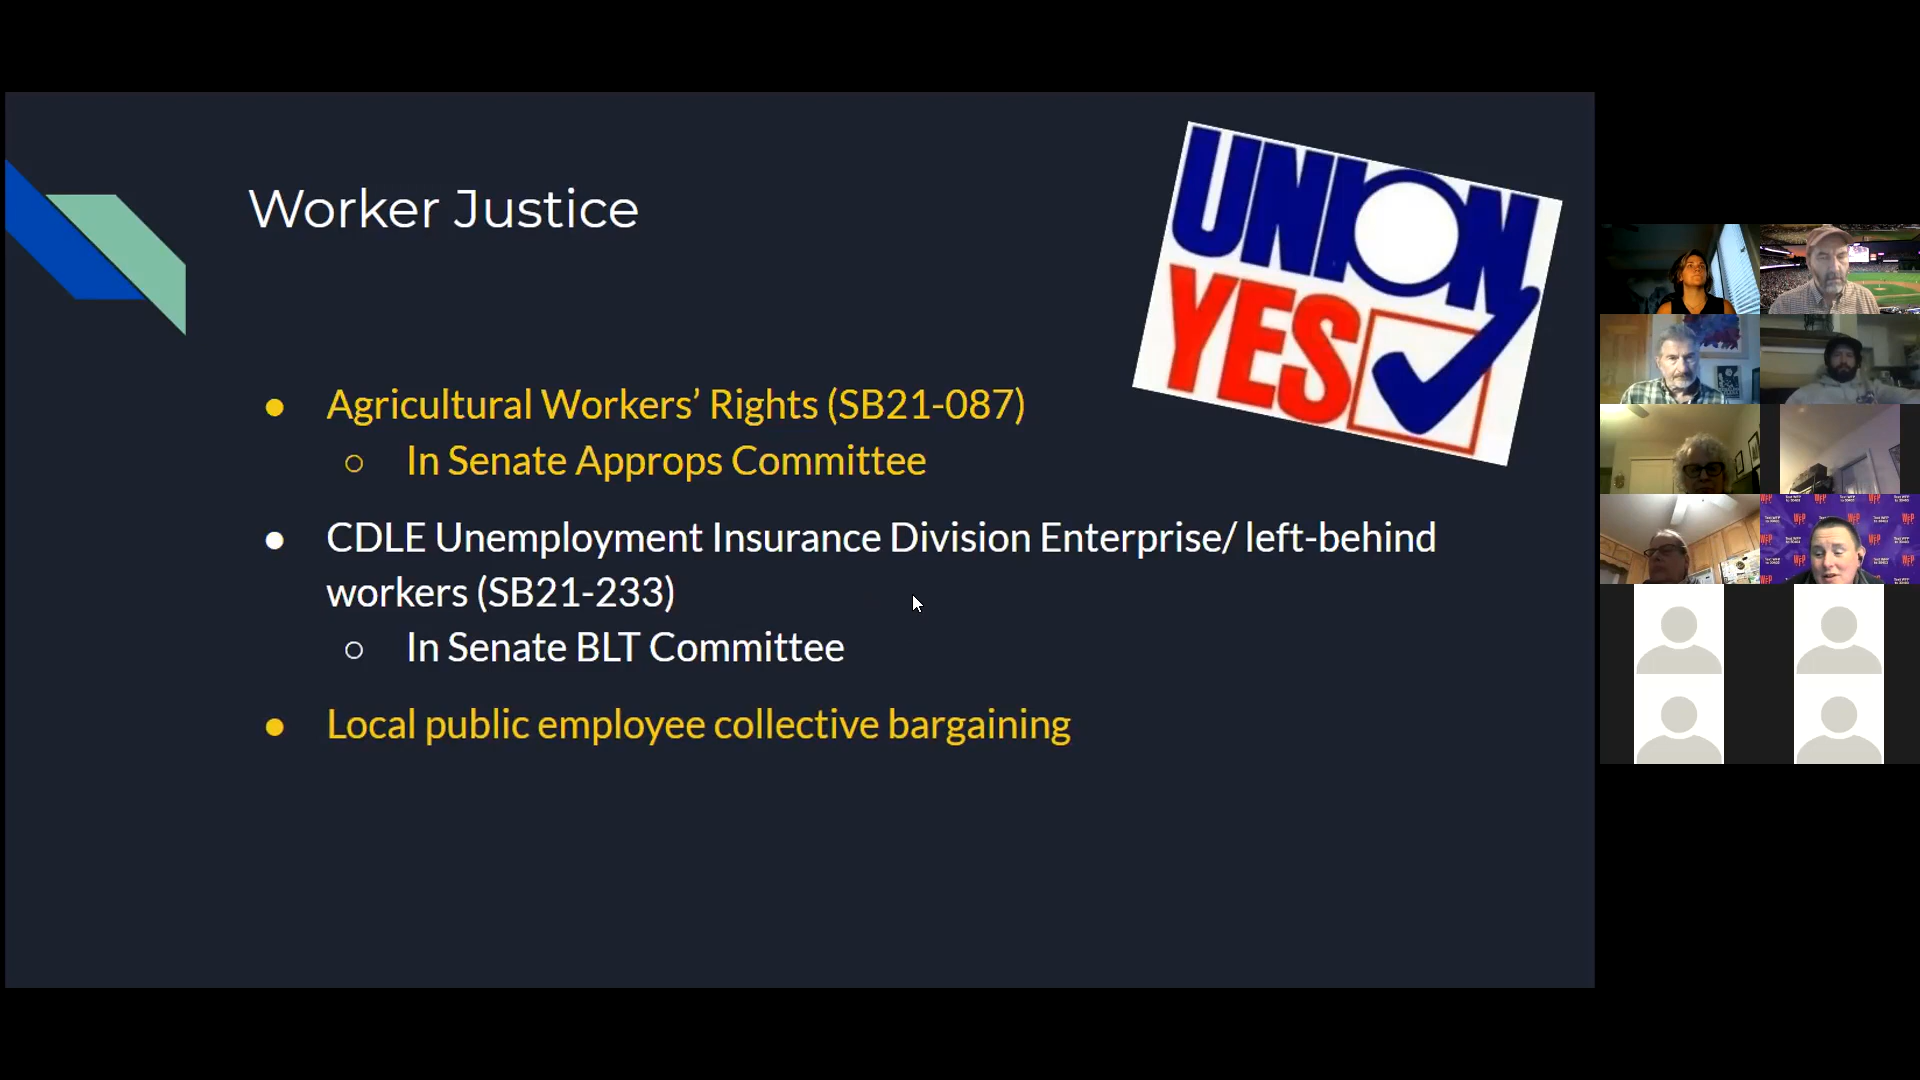 Worker Justice
UNION
YES
● Agricultural Workers’ Rights (SB21-087)
○ In Senate Approps Committee
● CDLE Unemployment Insurance Division Enterprise/ left-behind
workers (SB21-233)
○ In Senate BLT Committee
● Local public employee collective bargaining